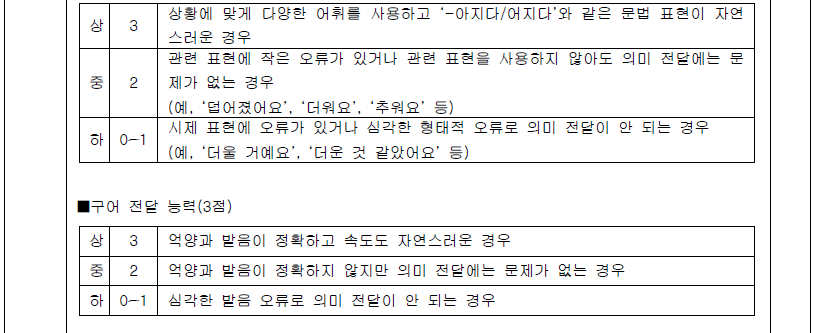 상 3 상황에 맞게 다양한 어휘를 사용하고 ‘-아지다/어지다’와 같은 문법 표현이 자연
스러운 경우
중 2 관련 표현에 작은 오류가 있거나 관련 표현을 사용하지 않아도 의미 전달에는 문
제가 없는 경우
(예, ‘덥어졌어요’, ‘더워요’, ‘추워요’ 등)
하 0-1 시제 표현에 오류가 있거나 심각한 형태적 오류로 의미 전달이 안 되는 경우
(예, ‘더울 거예요’, ‘더운 것 같았어요’ 등)
■구어 전달 능력(3점)
상 3 억양과 발음이 정확하고 속도도 자연스러운 경우
중 2 억양과 발음이 정확하지 않지만 의미 전달에는 문제가 없는 경우
하 0-1 심각한 발음 오류로 의미 전달이 안 되는 경우